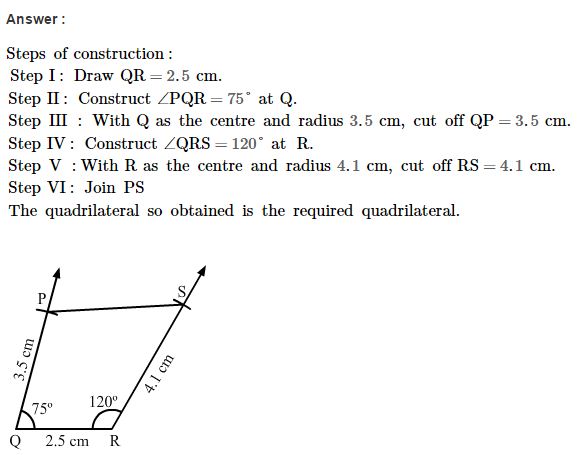 Answer :
Steps of construction :
Step I : Draw QR = 2.5 cm.
Step II : Construct ∠PQR = 75° at Q.
Step III : With Q as the centre and radius 3.5 cm, cut off QP = 3.5 cm.
Step IV : Construct ∠QRS = 120° at R.
Step V : With R as the centre and radius 4.1 cm, cut off RS = 4.1 cm.
Step VI : Join PS
The quadrilateral so obtained is the required quadrilateral.
P
S
3.5 cm
4.1 cm
75°
120°
Q
2.5 cm
R